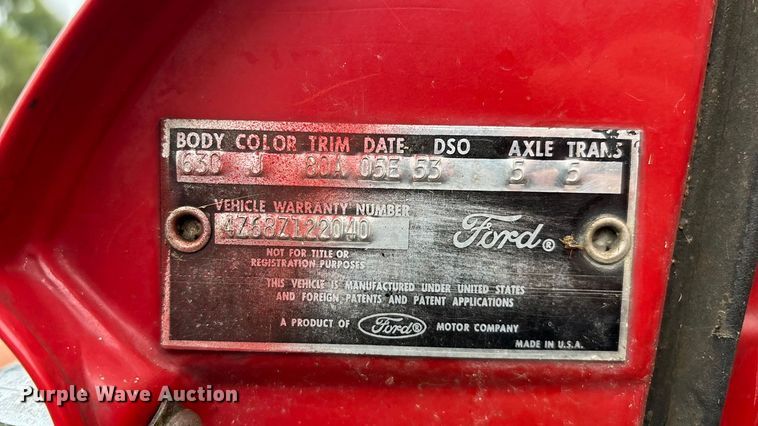 BODY COLOR TRIM DATE DSO AXLE TRANS
63C J 80A 05E 53 5 5
VEHICLE WARRANTY NUMBER
4Z58Z122040
Ford®
NOT FOR TITLE OR
REGISTRATION PURPOSES
THIS VEHICLE IS MANUFACTURED UNDER UNITED STATES
AND FOREIGN PATENTS AND PATENT APPLICATIONS
A PRODUCT OF Ford® MOTOR COMPANY
MADE IN U.S.A.
Purple Wave Auction